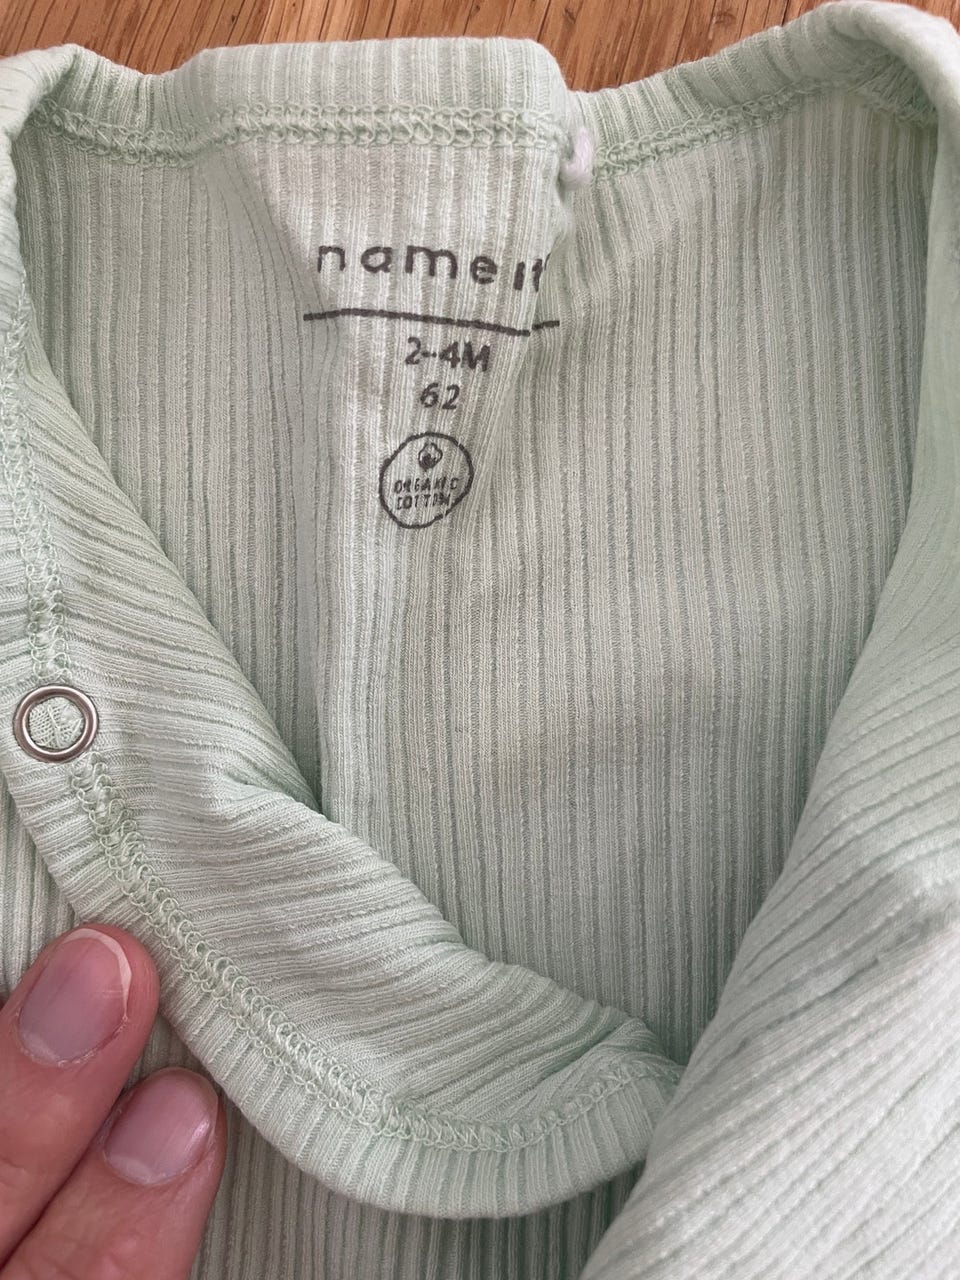 name it
2-4M
62
ORGANIC
COTTON